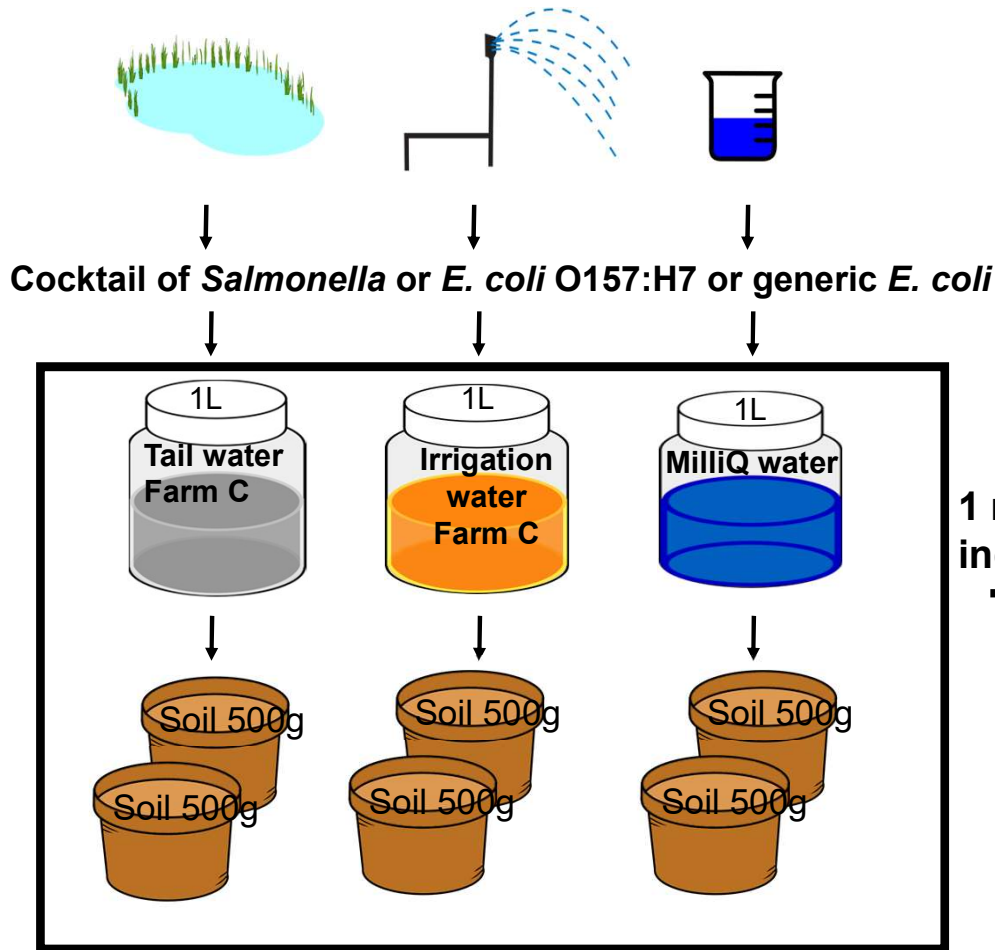 Cocktail of Salmonella or E. coli O157:H7 or generic E. coli
1L
1L
1L
Tail water
Farm C
Irrigation
water
Farm C
MilliQ water
1
Soil 500g
Soil 500g
Soil 500g
Soil 500g
Soil 500g
Soil 500g